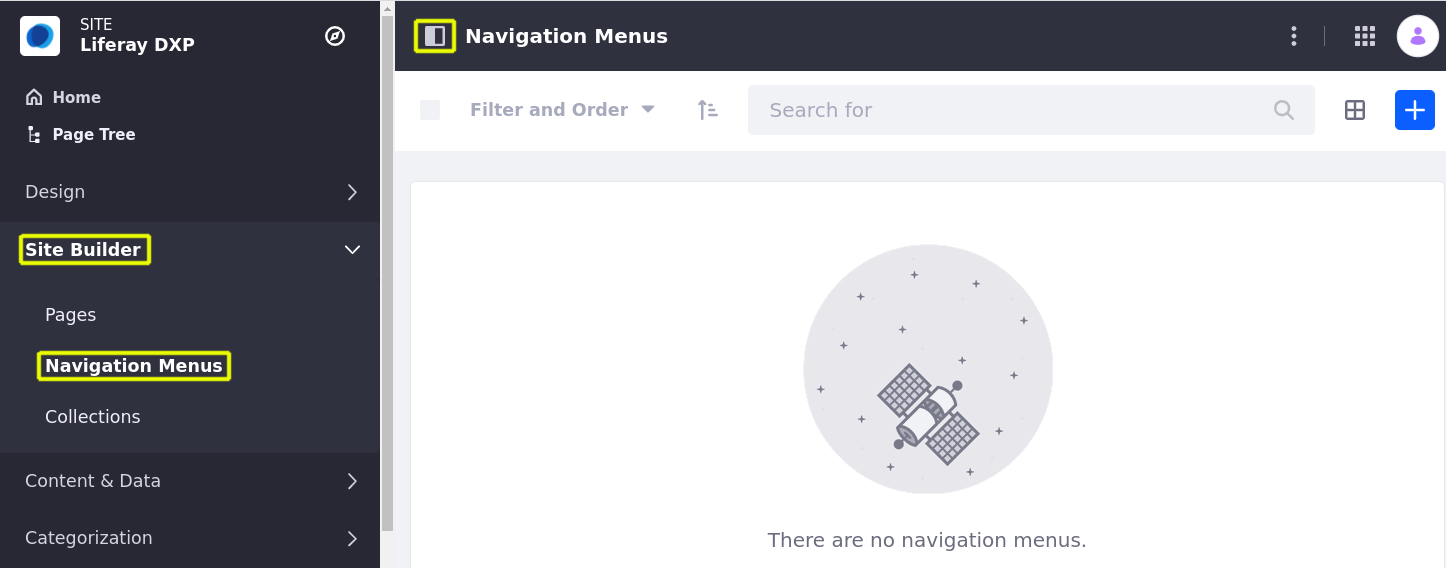 SITE
Liferay DXP
Home
Page Tree
Design
Site Builder
Pages
Navigation Menus
Collections
Content & Data
Categorization
Navigation Menus
Filter and Order
Search for
There are no navigation menus.